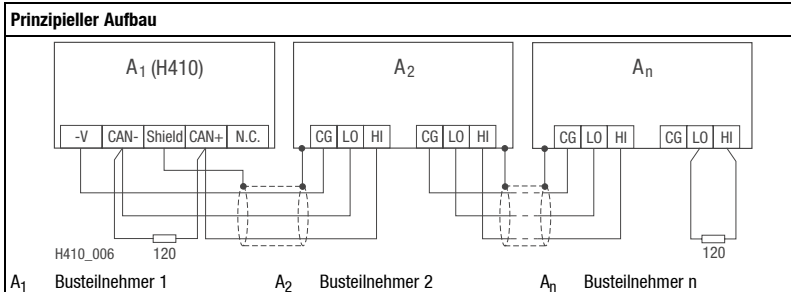 Prinzipieller Aufbau
A1 (H410) A2 An
-V CAN- Shield CAN+ N.C. CG LO HI CG LO HI CG LO HI CG LO HI
H410_006 120 120
A1 Busteilnehmer 1 A2 Busteilnehmer 2 An Busteilnehmer n